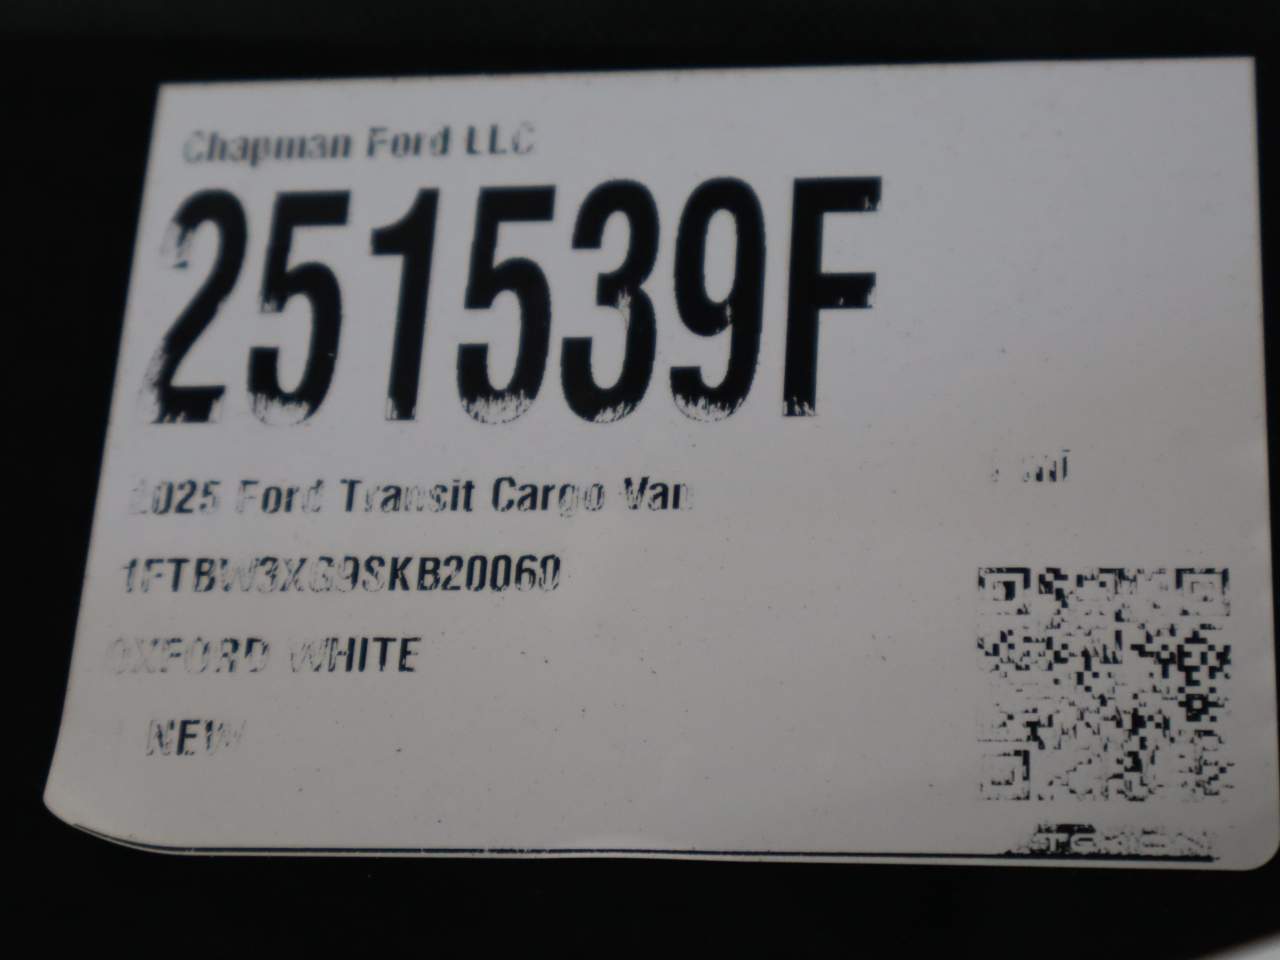 Chapman Ford LLC
251539F
2025 Ford Transit Cargo Van
1FTBW3XG9SKB20060
OXFORD WHITE
NEW